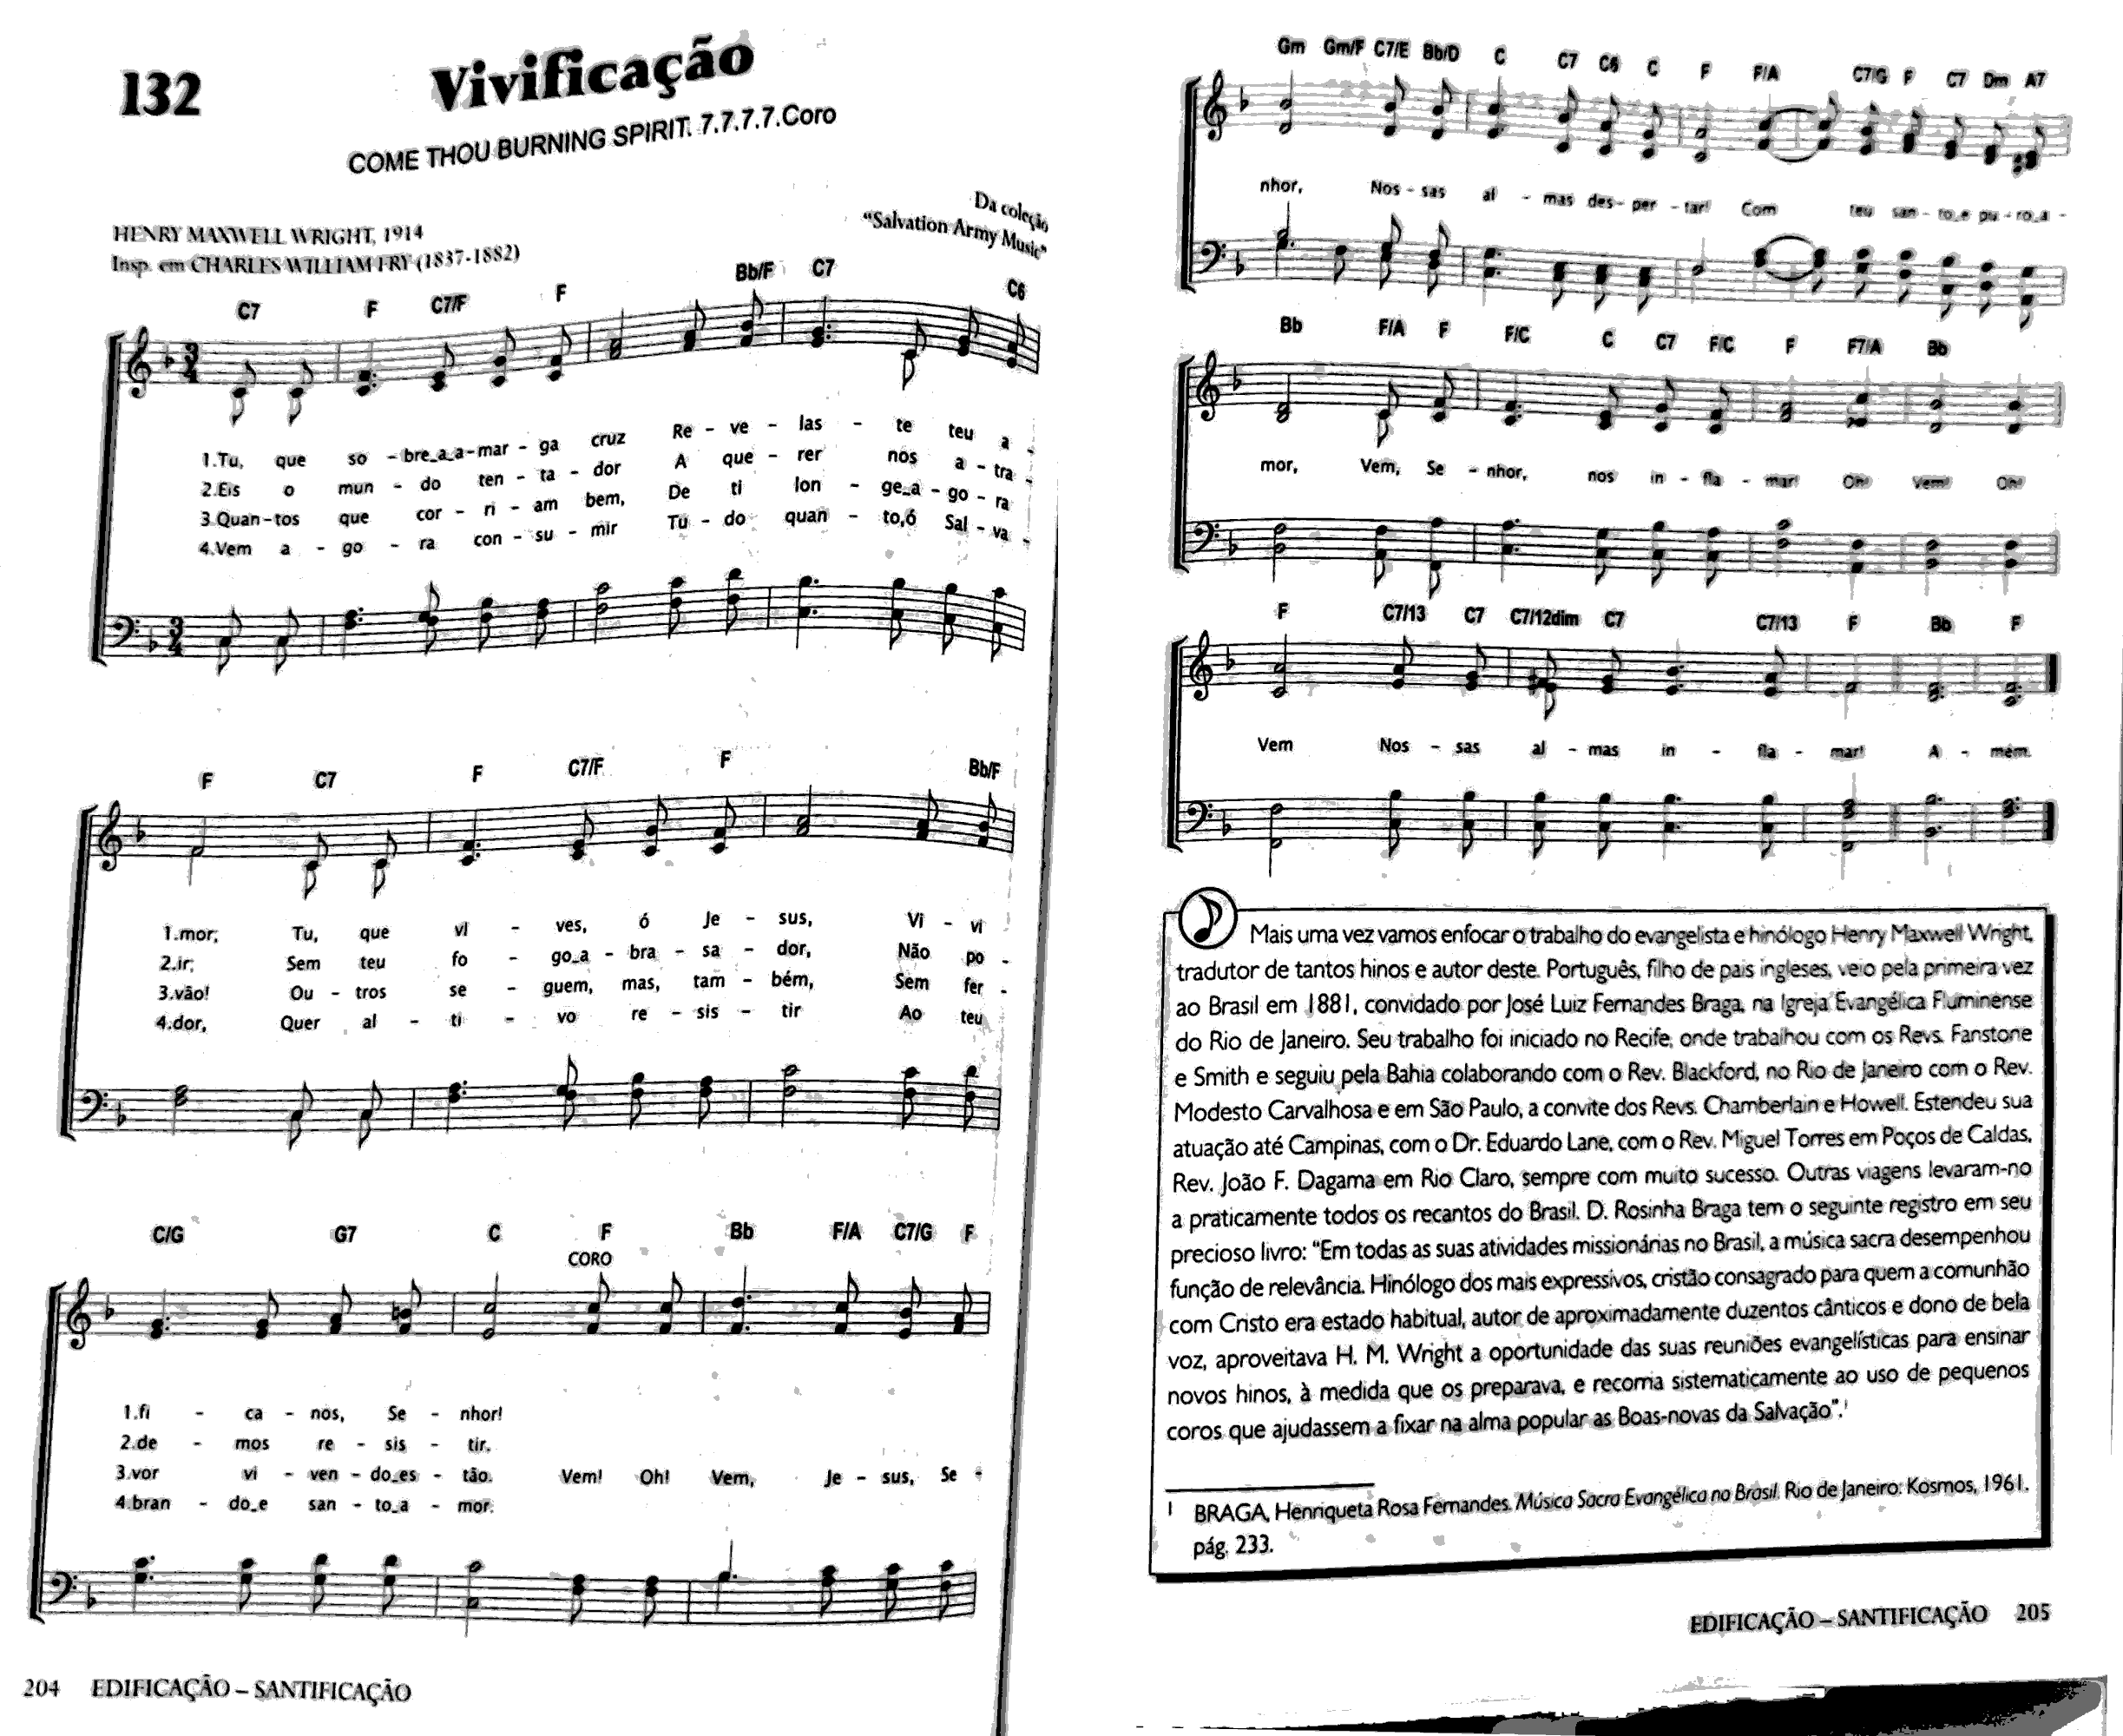 132
Vivificação
COME THOU BURNING SPIRIT. 7.7.7.7.Coro
HENRY MAXWELL WRIGHT, 1914
Insp. em CHARLES WILLIAM FRY (1837-1882)
Da coleção
"Salvation Army Music"
C7 F C7/F F Bb/F C7 C6
1.Tu, que so -bre_a_a-mar - ga cruz Re - ve - las - te teu a -
2.Eis o mun - do ten - ta - dor A que - rer nos a - tra -
3.Quan-tos que cor - ri - am bem, De ti lon - ge_a - go - ra
4.Vem a - go - ra con - su - mir Tu - do quan - to,ó Sal - va -
F C7 F C7/F F Bb/F
1.mor; Tu, que vi - ves, ó Je - sus, Vi - vi
2.ir; Sem teu fo - go_a - bra - sa - dor, Não po -
3.vão! Ou - tros se - guem, mas, tam - bém, Sem fer -
4.dor, Quer al - ti - vo re - sis - tir Ao teu
C/G G7 C F Bb F/A C7/G F
CORO
1.fi - ca - nos, Se - nhor!
2.de - mos re - sis - tir.
3.vor vi - ven - do_es - tão. Vem! Oh! Vem, Je - sus, Se -
4.bran - do_e san - to_a - mor.
204 EDIFICAÇÃO – SANTIFICAÇÃO
Gm Gm/F C7/E Bb/D C C7 C6 C F F/A C7/G F C7 Dm A7
nhor, Nos - sas al - mas des- per - tar! Com teu san - to_e pu - ro_a -
Bb F/A F F/C C C7 F/C F F7/A Bb
mor, Vem, Se - nhor, nos in - fla - mar! Oh! Vem! Oh!
F C7/13 C7 C7/12dim C7 C7/13 F Bb F
Vem Nos - sas al - mas in - fla - mar! A - mém.
Mais uma vez vamos enfocar o trabalho do evangelista e hinólogo Henry Maxwell Wright,
tradutor de tantos hinos e autor deste. Português, filho de pais ingleses, veio pela primeira vez
ao Brasil em 1881, convidado por José Luiz Fernandes Braga, na Igreja Evangélica Fluminense
do Rio de Janeiro. Seu trabalho foi iniciado no Recife, onde trabalhou com os Revs. Fanstone
e Smith e seguiu pela Bahia colaborando com o Rev. Blackford, no Rio de Janeiro com o Rev.
Modesto Carvalhosa e em São Paulo, a convite dos Revs. Chamberlain e Howell. Estendeu sua
atuação até Campinas, com o Dr. Eduardo Lane, com o Rev. Miguel Torres em Poços de Caldas,
Rev. João F. Dagama em Rio Claro, sempre com muito sucesso. Outras viagens levaram-no
a praticamente todos os recantos do Brasil. D. Rosinha Braga tem o seguinte registro em seu
precioso livro: "Em todas as suas atividades missionárias no Brasil, a música sacra desempenhou
função de relevância. Hinólogo dos mais expressivos, cristão consagrado para quem a comunhão
com Cristo era estado habitual, autor de aproximadamente duzentos cânticos e dono de bela
voz, aproveitava H. M. Wright a oportunidade das suas reuniões evangelísticas para ensinar
novos hinos, à medida que os preparava, e recorria sistematicamente ao uso de pequenos
coros que ajudassem a fixar na alma popular as Boas-novas da Salvação".¹
1 BRAGA, Henriqueta Rosa Fernandes. Música Sacra Evangélica no Brasil. Rio de Janeiro: Kosmos, 1961.
pág. 233.
EDIFICAÇÃO – SANTIFICAÇÃO 205